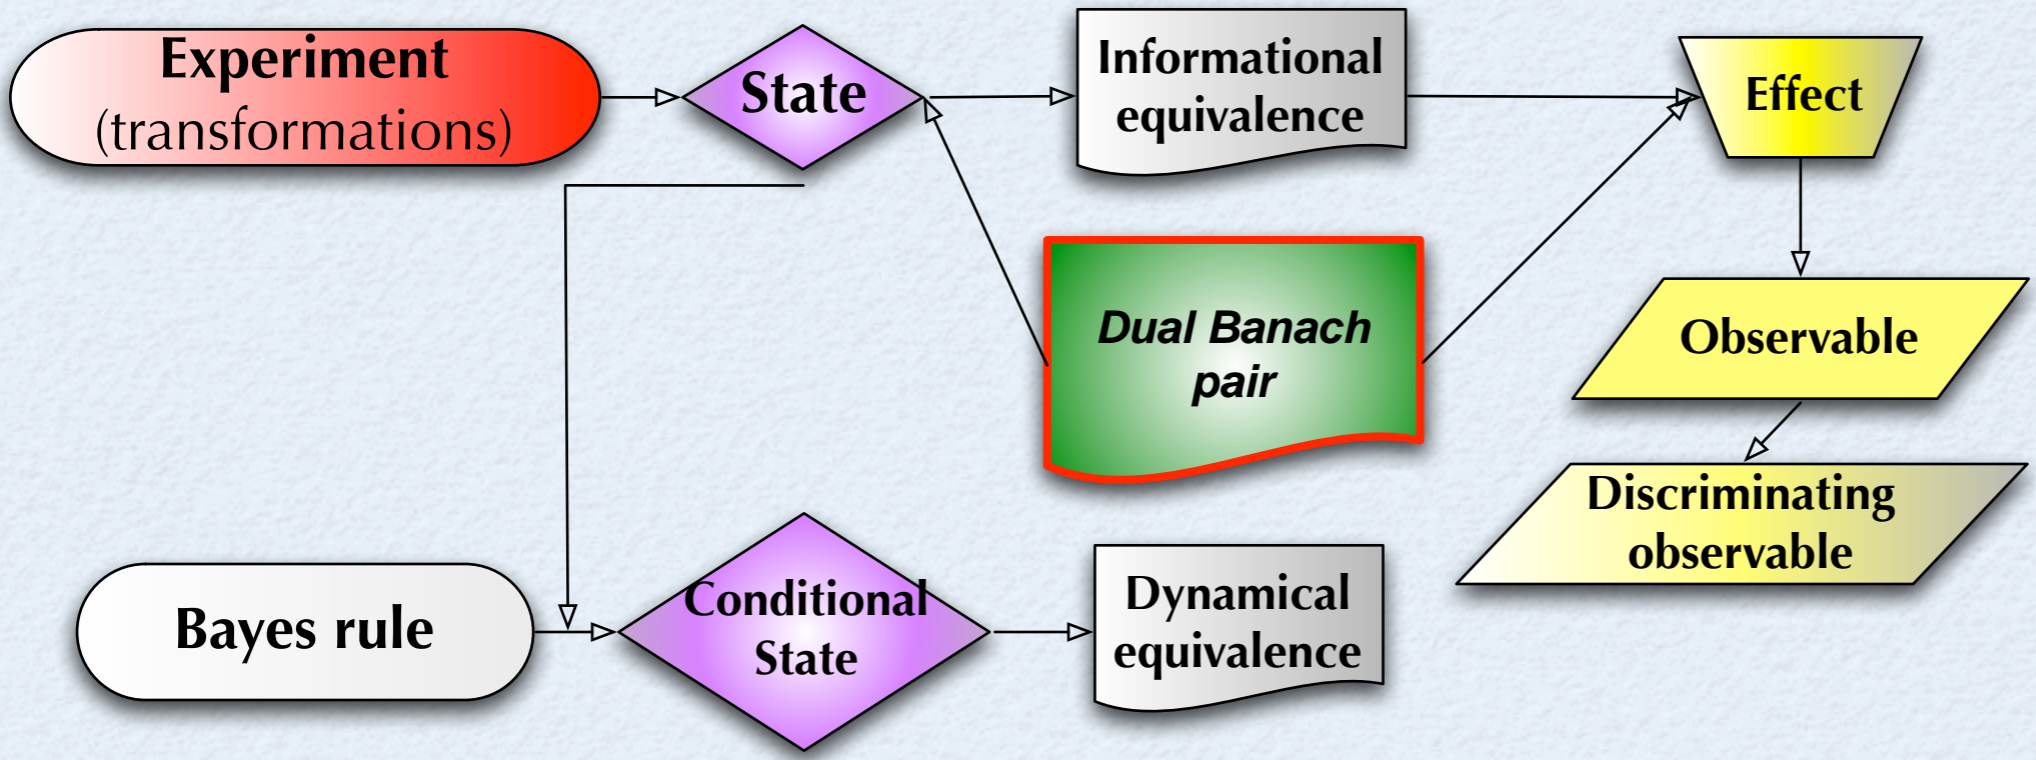 Experiment
(transformations)
State
Informational
equivalence
Effect
Dual Banach
pair
Observable
Discriminating
observable
Bayes rule
Conditional
State
Dynamical
equivalence